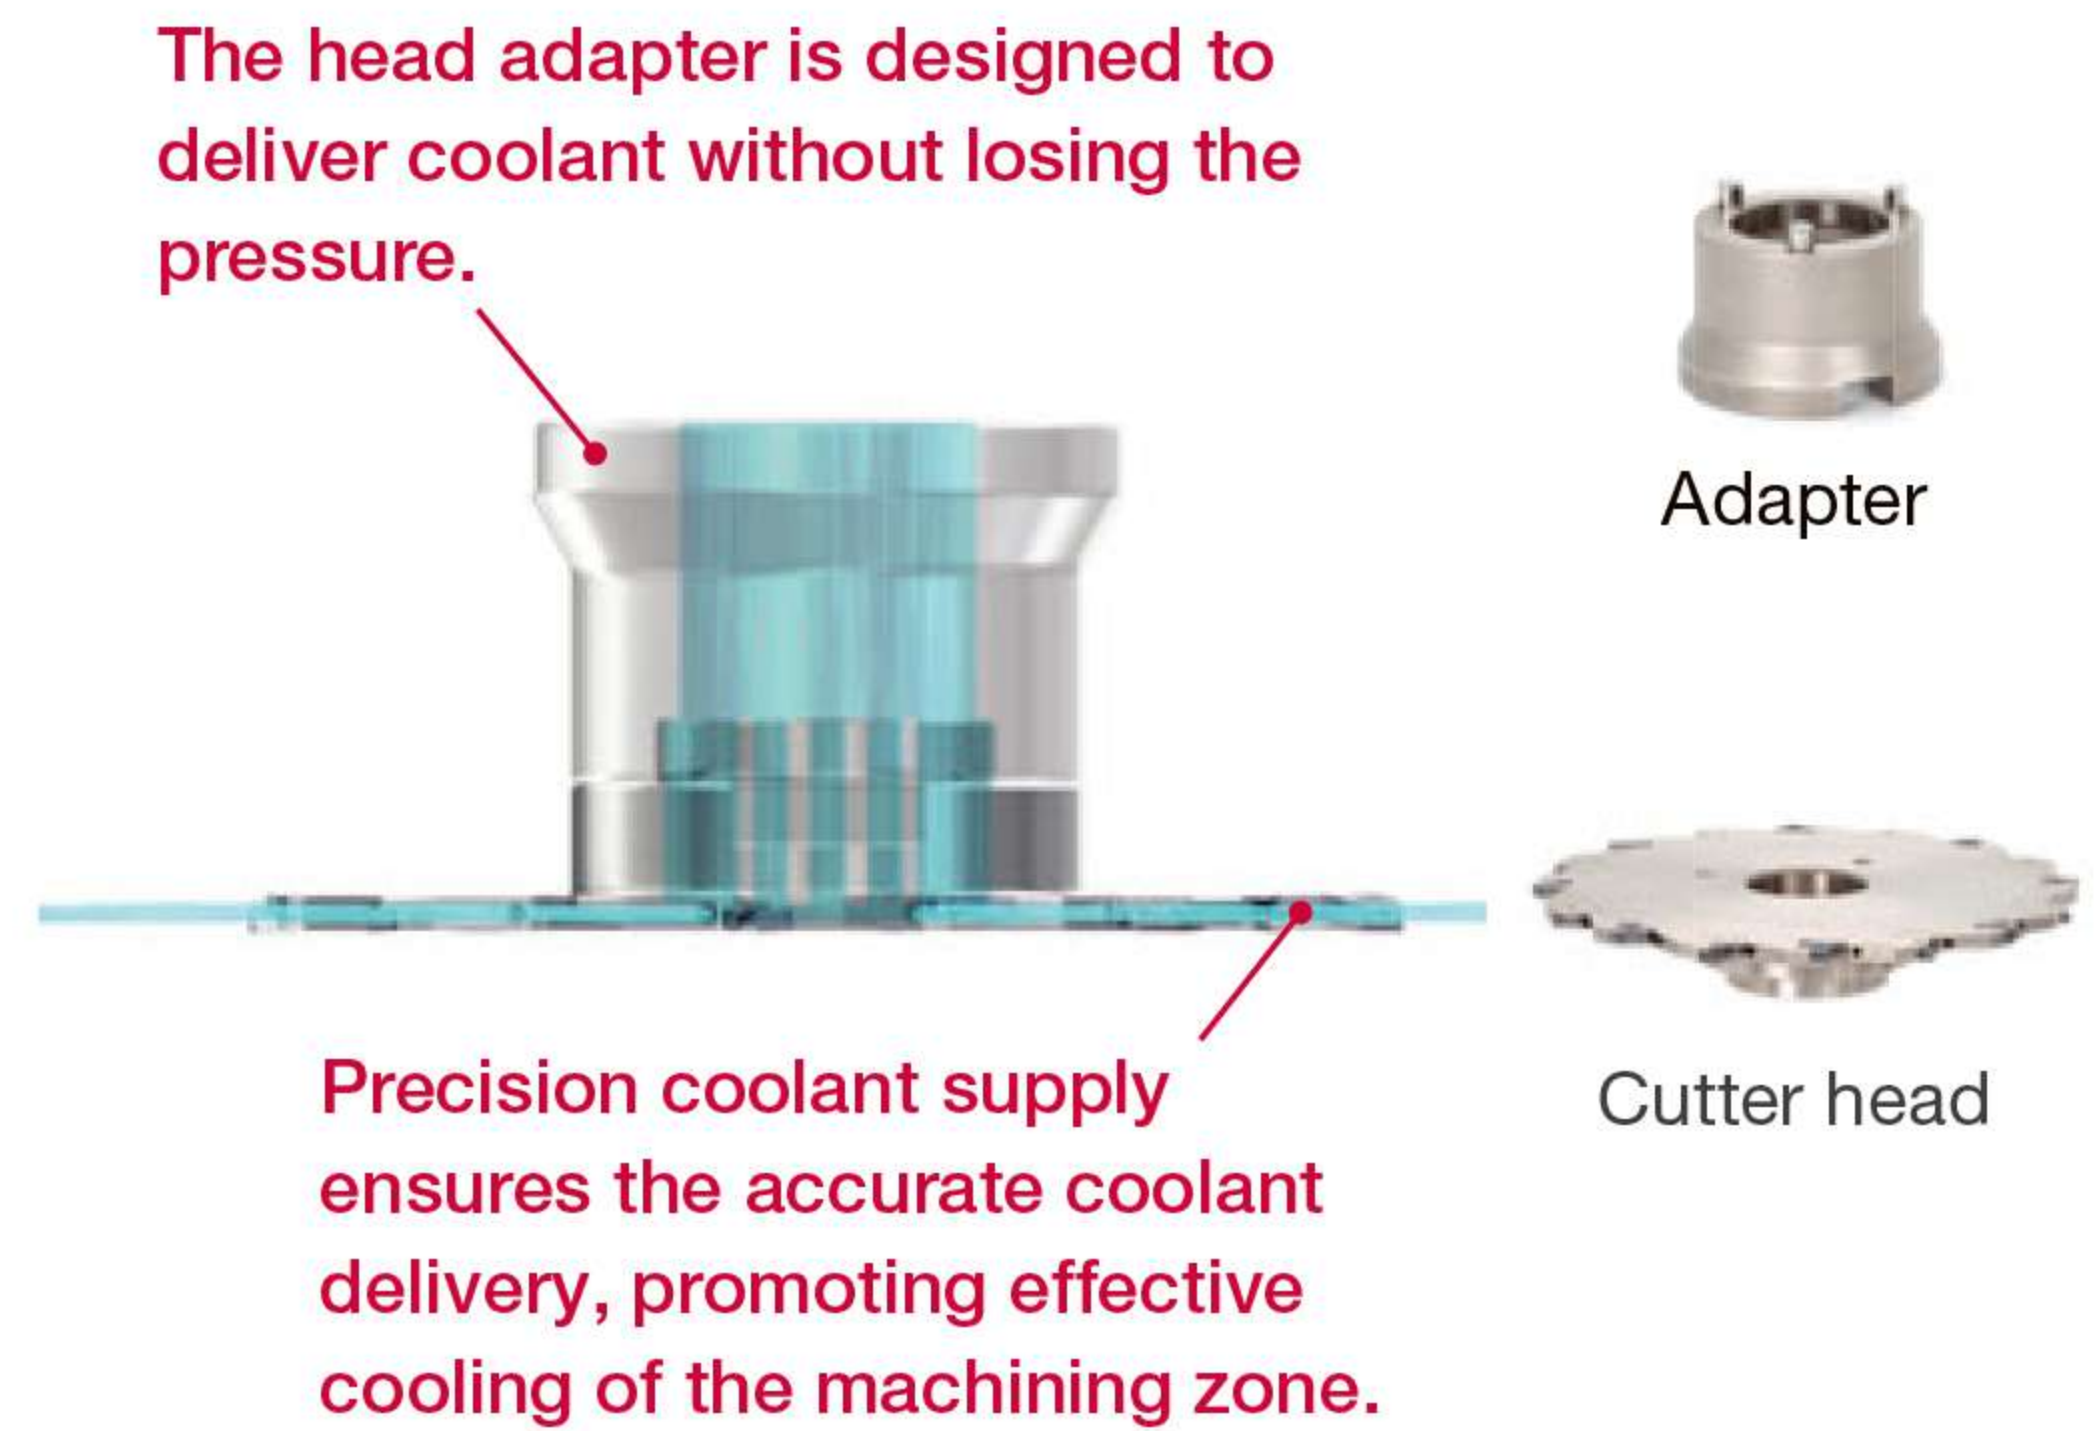 The head adapter is designed to
deliver coolant without losing the
pressure.
Adapter
Cutter head
Precision coolant supply
ensures the accurate coolant
delivery, promoting effective
cooling of the machining zone.